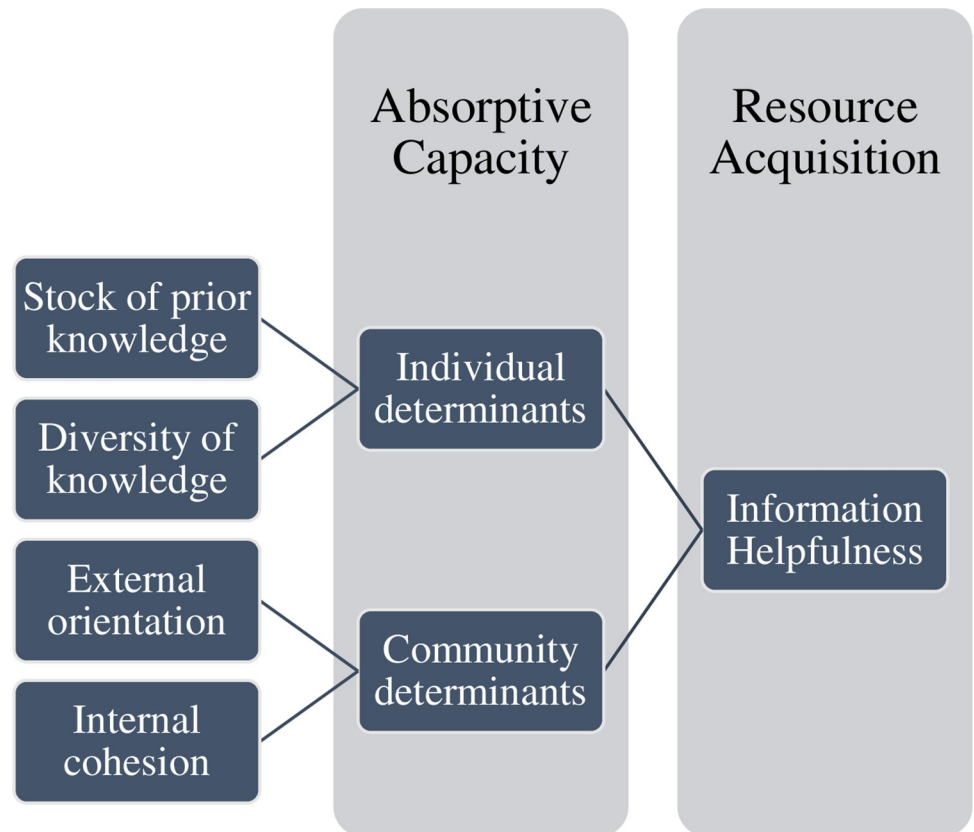 Absorptive
Capacity
Resource
Acquisition
Stock of prior
knowledge
Diversity of
knowledge
External
orientation
Internal
cohesion
Individual
determinants
Community
determinants
Information
Helpfulness